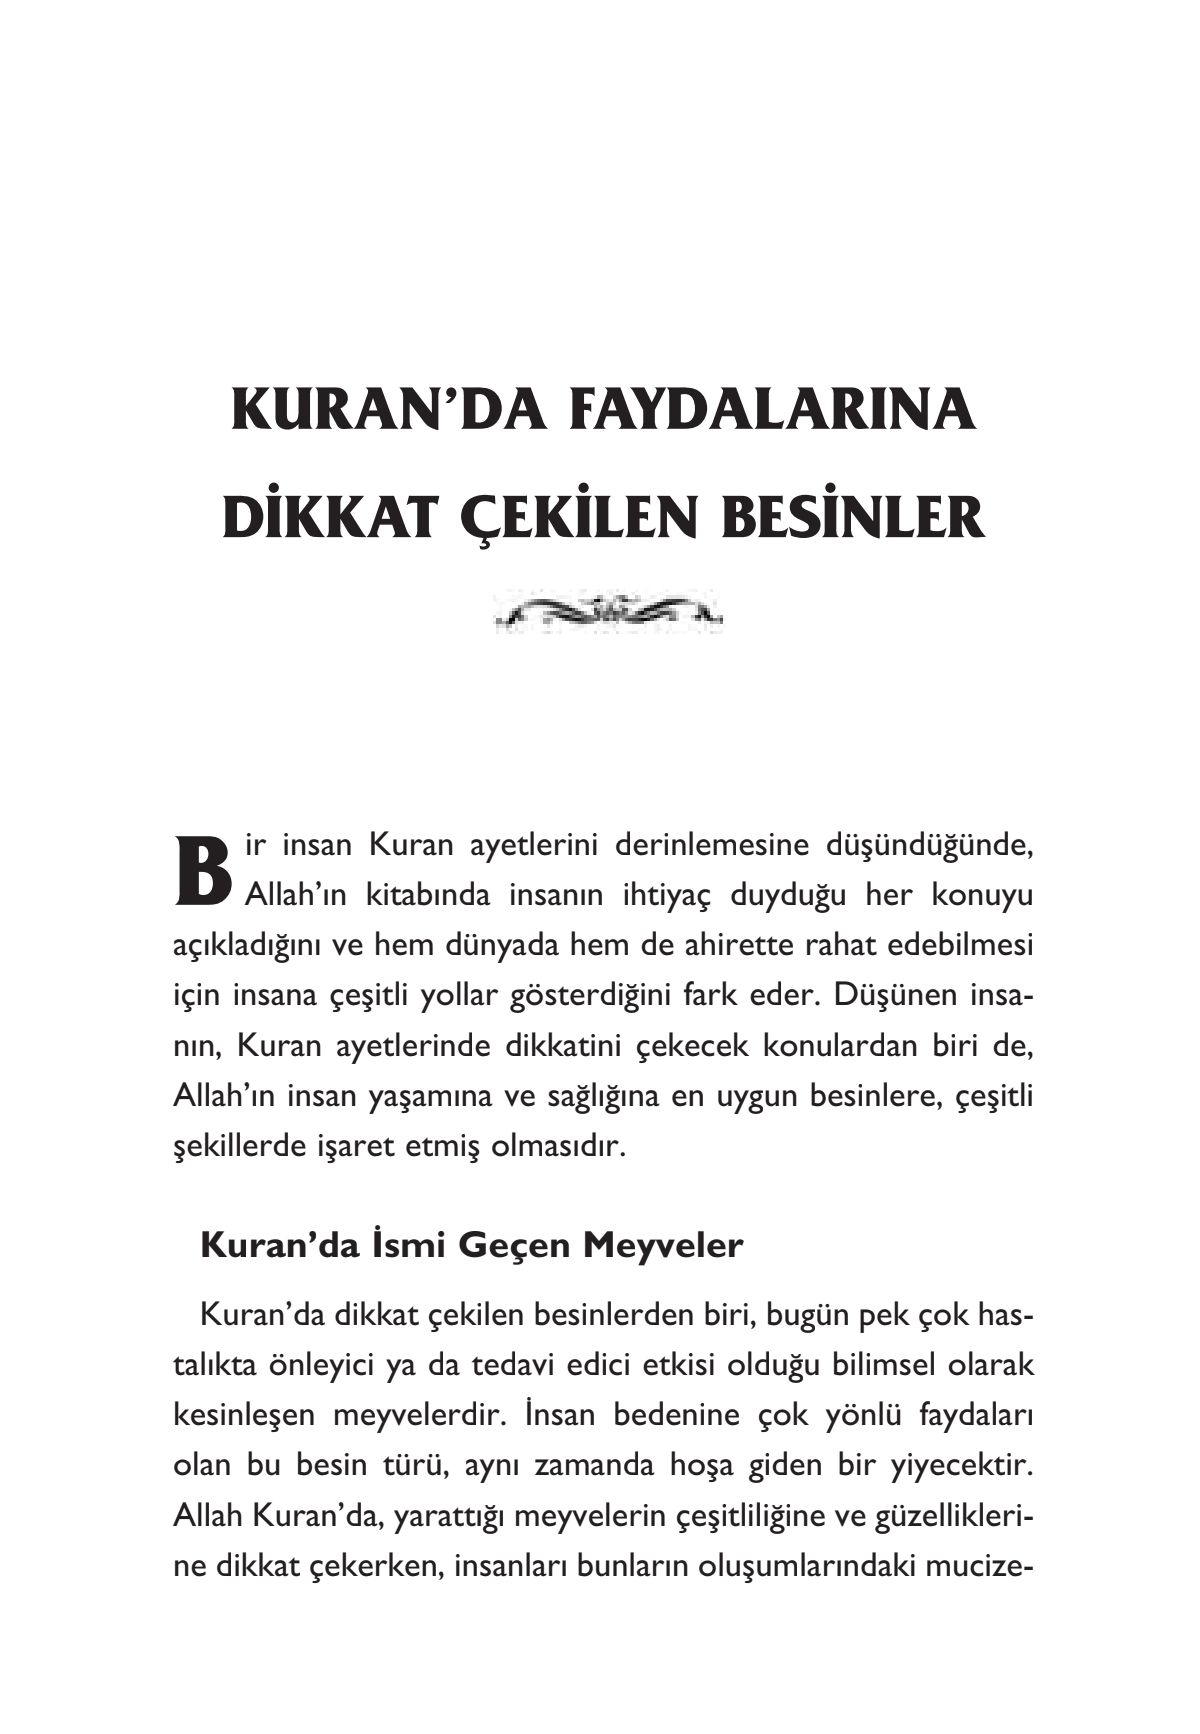 KURAN’DA FAYDALARINA
DİKKAT ÇEKİLEN BESİNLER
Bir insan Kuran ayetlerini derinlemesine düşündüğünde,
Allah’ın kitabında insanın ihtiyaç duyduğu her konuyu
açıkladığını ve hem dünyada hem de ahirette rahat edebilmesi
için insana çeşitli yollar gösterdiğini fark eder. Düşünen insa-
nın, Kuran ayetlerinde dikkatini çekecek konulardan biri de,
Allah’ın insan yaşamına ve sağlığına en uygun besinlere, çeşitli
şekillerde işaret etmiş olmasıdır.
Kuran’da İsmi Geçen Meyveler
Kuran’da dikkat çekilen besinlerden biri, bugün pek çok has-
talıkta önleyici ya da tedavi edici etkisi olduğu bilimsel olarak
kesinleşen meyvelerdir. İnsan bedenine çok yönlü faydaları
olan bu besin türü, aynı zamanda hoşa giden bir yiyecektir.
Allah Kuran’da, yarattığı meyvelerin çeşitliliğine ve güzellikleri-
ne dikkat çekerken, insanları bunların oluşumlarındaki mucize-